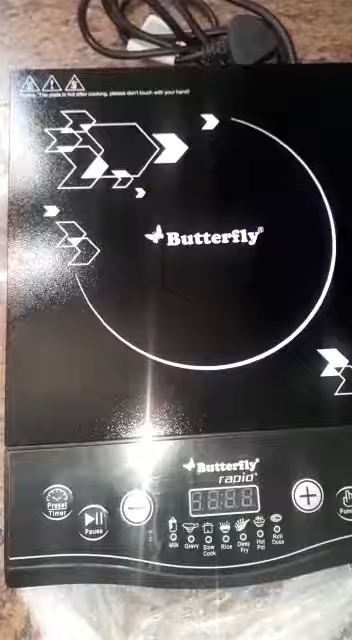 Notice: The plate is hot after cooking, please don't touch with your hand!
Butterfly®
Butterfly
rapid+
Preset
Timer
Pause
Milk
Gravy
Slow
Cook
Rice
Deep
Fry
Hot
Pot
Roti
Dosa